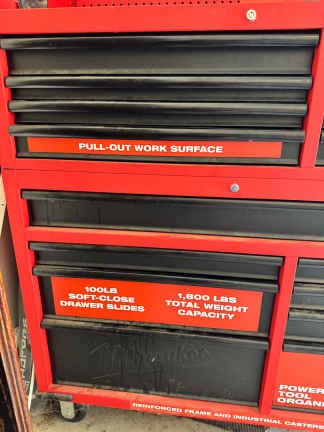 PULL-OUT WORK SURFACE
100LB
SOFT-CLOSE
DRAWER SLIDES
1,800 LBS
TOTAL WEIGHT
CAPACITY
POWER
TOOL
ORGAN
REINFORCED FRAME AND INDUSTRIAL CASTERS